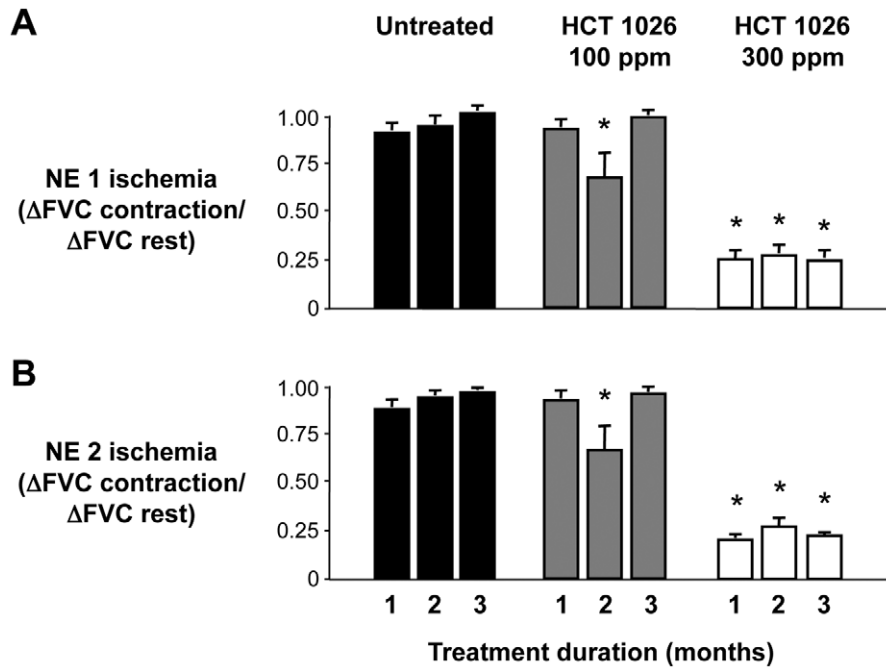 A
Untreated
HCT 1026
100 ppm
HCT 1026
300 ppm
NE 1 ischemia
(ΔFVC contraction/
ΔFVC rest)
1.00
0.75
0.50
0.25
0
*
* * *
B
NE 2 ischemia
(ΔFVC contraction/
ΔFVC rest)
1.00
0.75
0.50
0.25
0
*
* * *
1 2 3 1 2 3 1 2 3
Treatment duration (months)